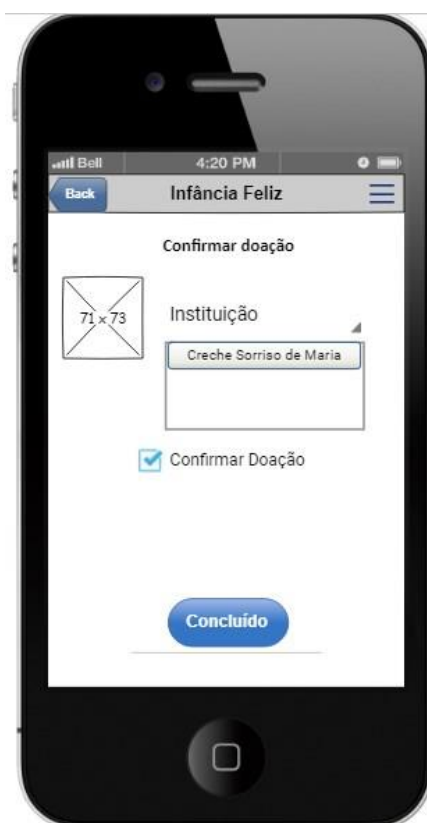 Bell 4:20 PM
Back Infância Feliz
Confirmar doação
71 x 73
Instituição
Creche Sorriso de Maria
Confirmar Doação
Concluído